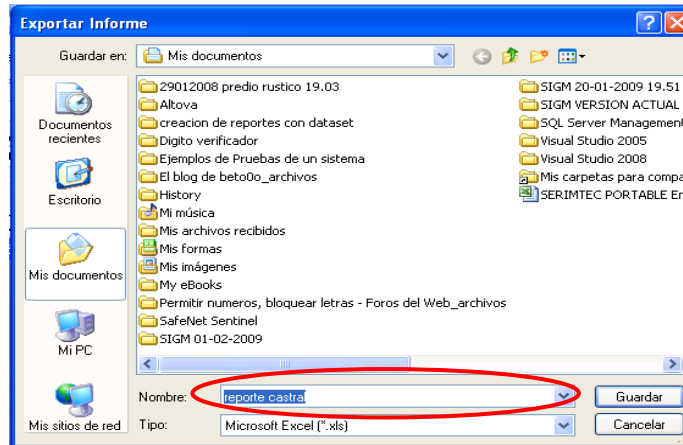 Exportar Informe
Guardar en:
Mis documentos
Documentos
recientes
Escritorio
Mis documentos
Mi PC
Mis sitios de red
29012008 predio rustico 19.03
Altova
creacion de reportes con dataset
Digito verificador
Ejemplos de Pruebas de un sistema
El blog de beto0o_archivos
History
Mi música
Mis archivos recibidos
Mis formas
Mis imágenes
My eBooks
Permitir numeros, bloquear letras - Foros del Web_archivos
SafeNet Sentinel
SIGM 01-02-2009
SIGM 20-01-2009 19.51
SIGM VERSION ACTUAL
SQL Server Management
Visual Studio 2005
Visual Studio 2008
Mis carpetas para compa
SERIMTEC PORTABLE En
Nombre:
reporte castral
Guardar
Tipo:
Microsoft Excel (*.xls)
Cancelar